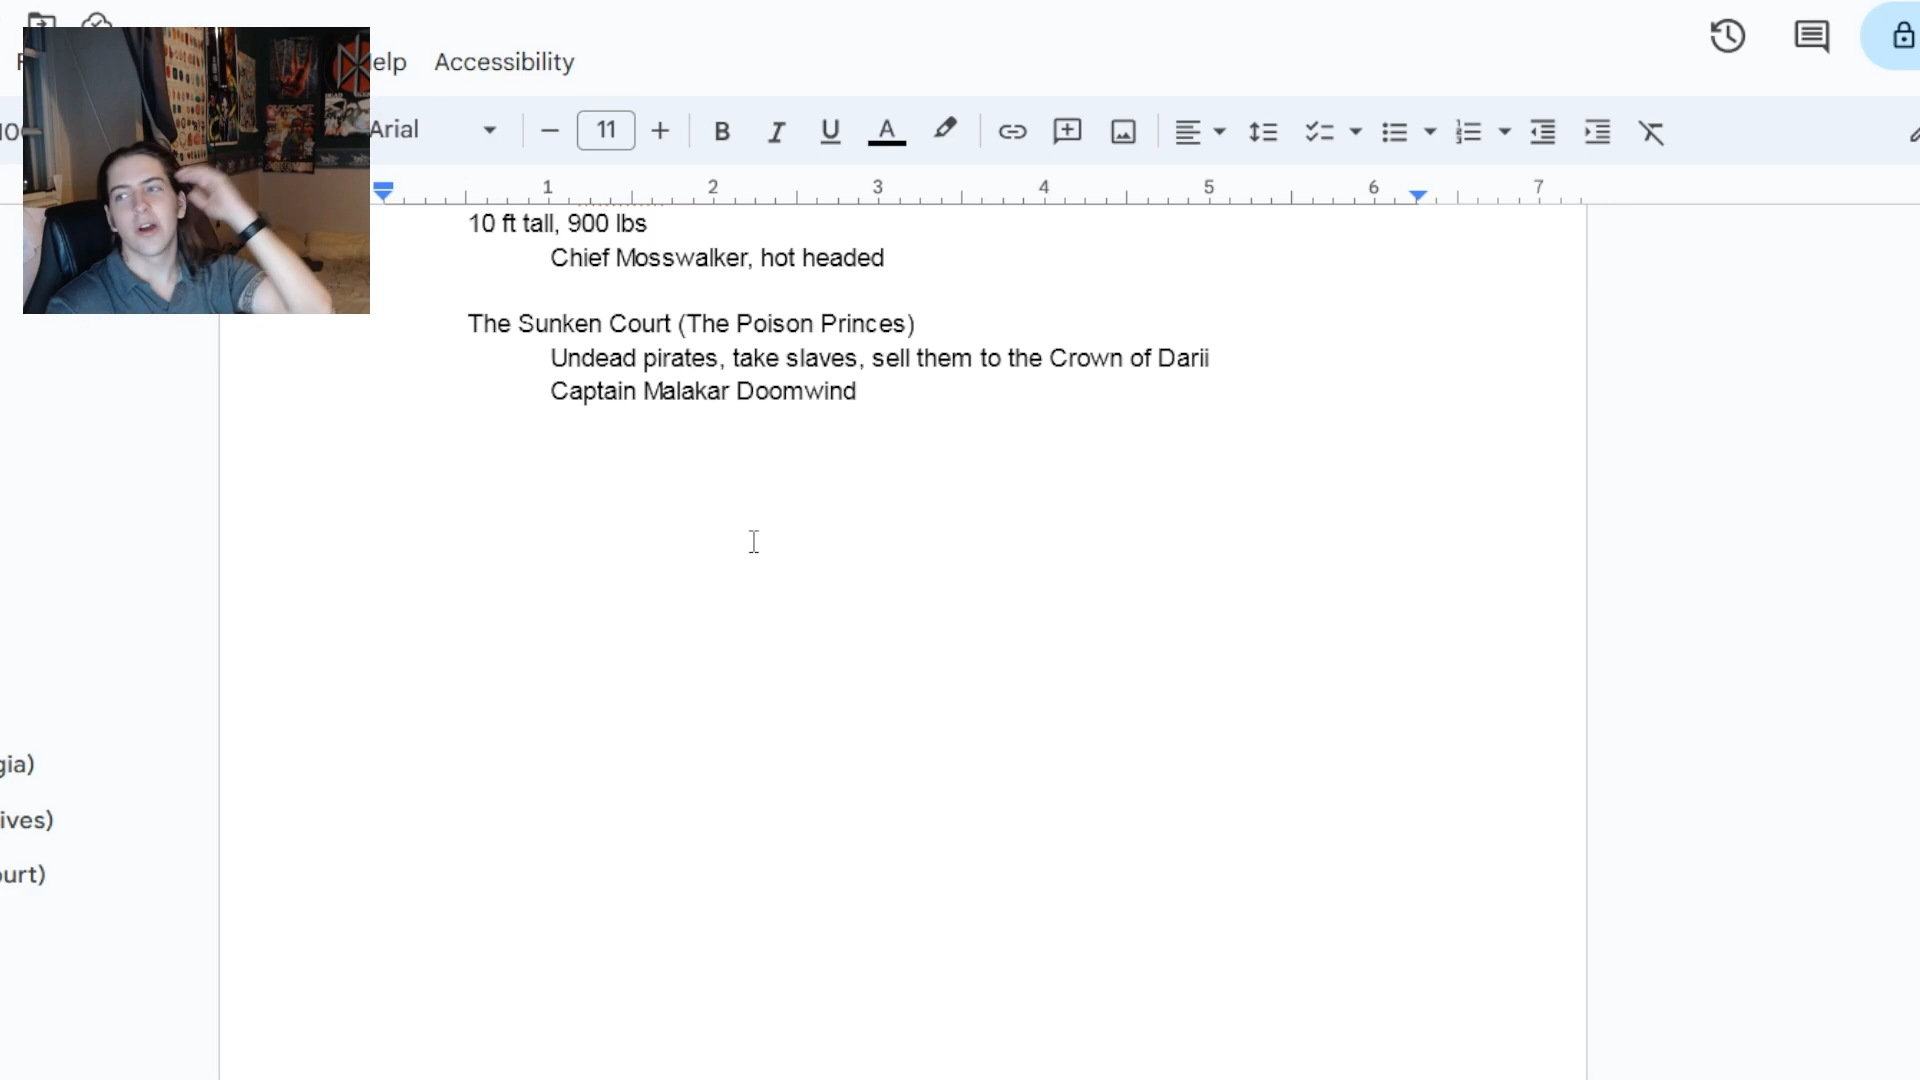 elp Accessibility
Arial 11 B I U A
1 2 3 4 5 6 7
10 ft tall, 900 lbs
Chief Mosswalker, hot headed
The Sunken Court (The Poison Princes)
Undead pirates, take slaves, sell them to the Crown of Darii
Captain Malakar Doomwind
gia)
ives)
ourt)